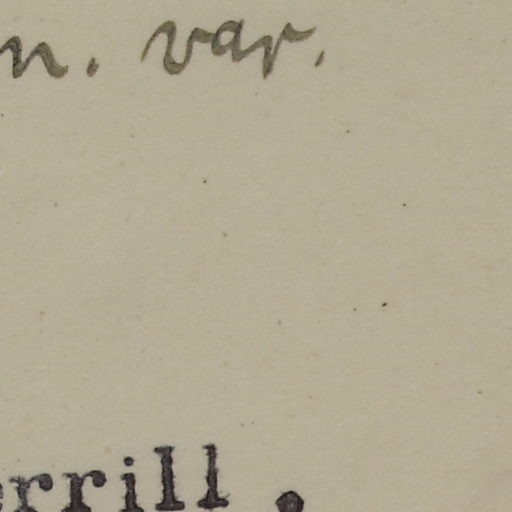 n. var.
errill .